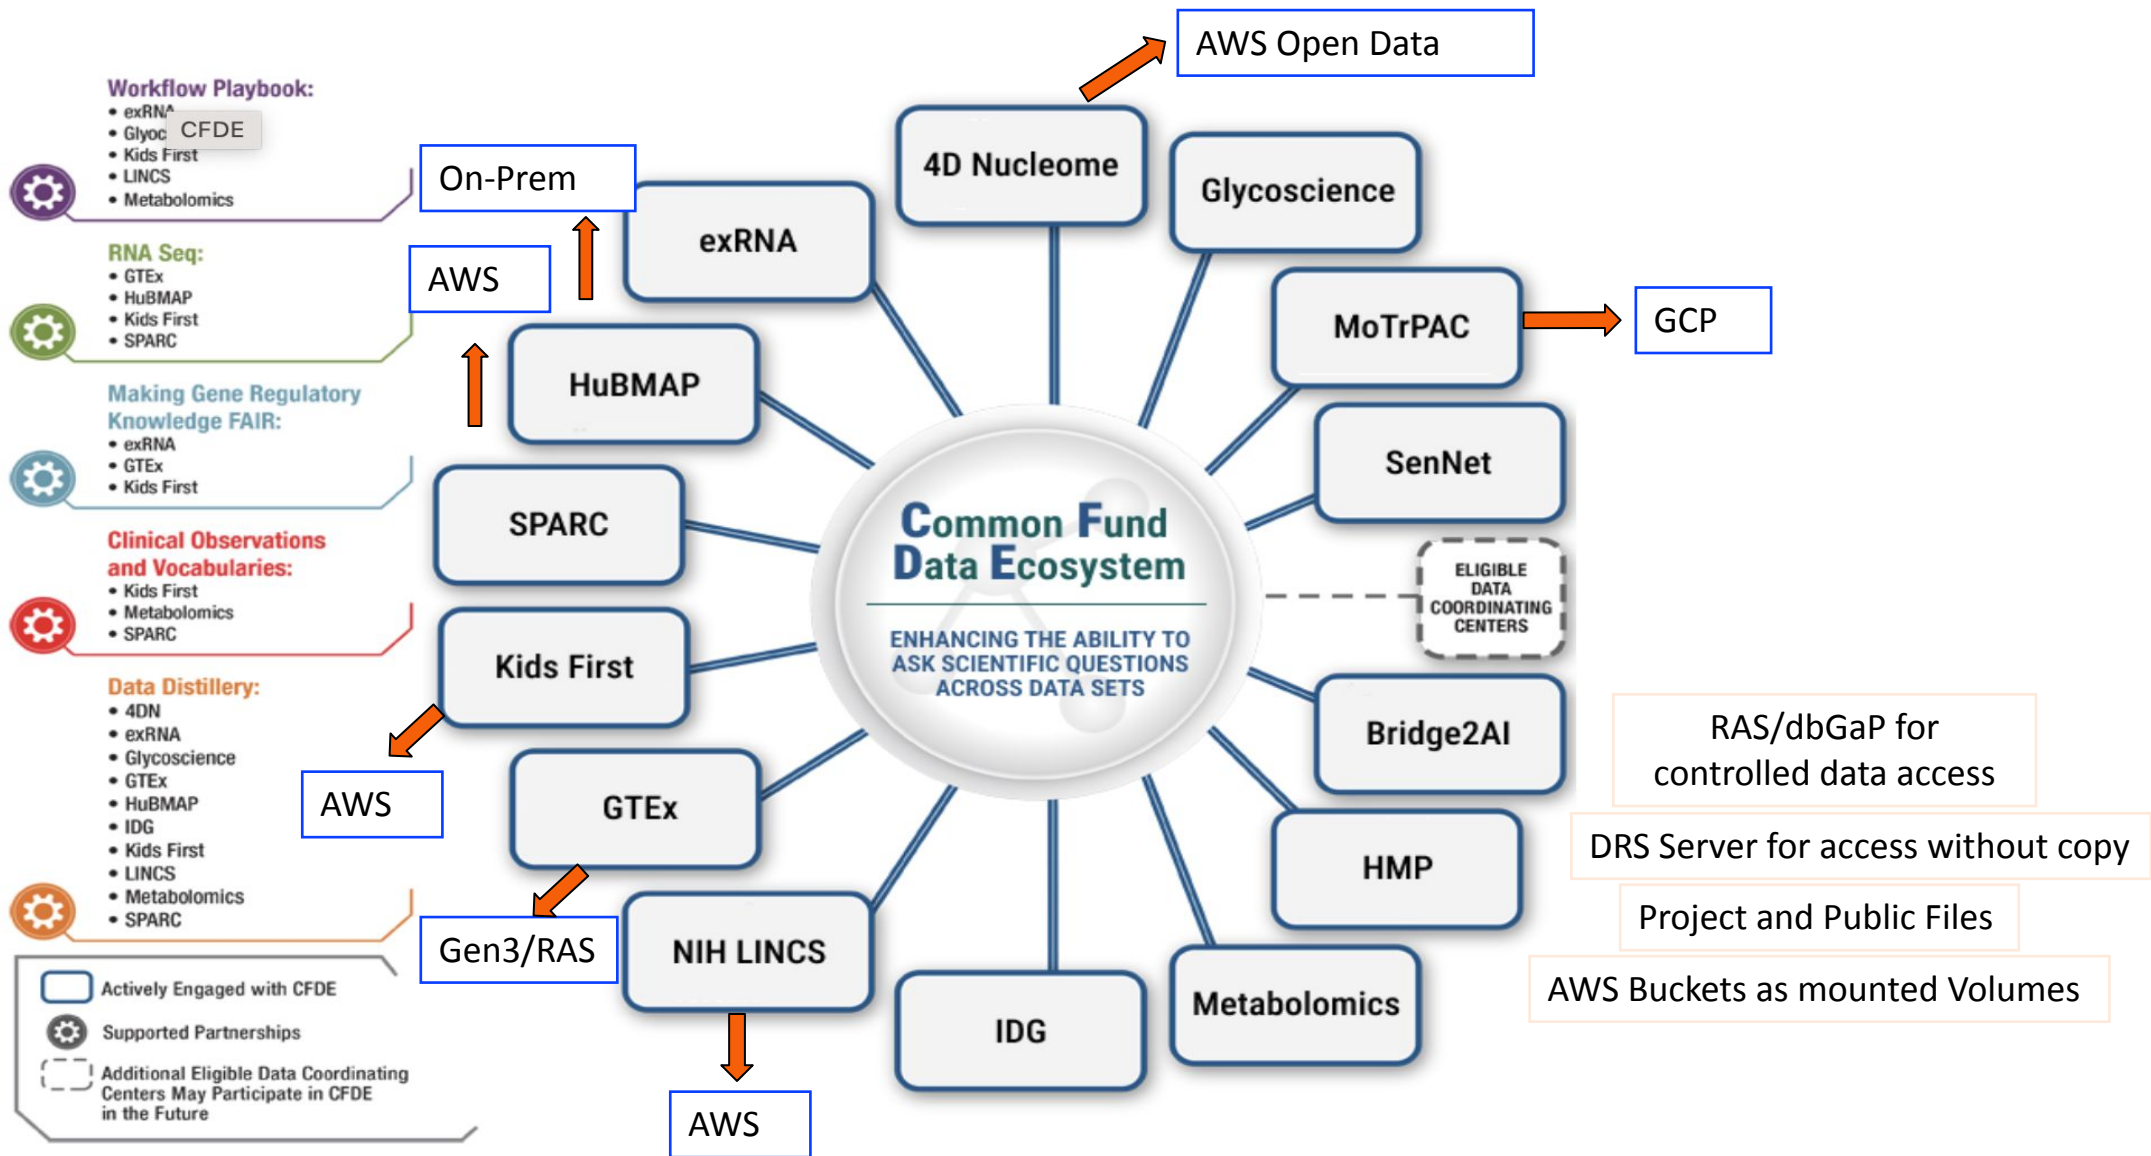 Workflow Playbook:
• exRNA
• Glyoc
CFDE
• Kids First
• LINCS
• Metabolomics
RNA Seq:
• GTEx
• HuBMAP
• Kids First
• SPARC
Making Gene Regulatory
Knowledge FAIR:
• exRNA
• GTEx
• Kids First
Clinical Observations
and Vocabularies:
• Kids First
• Metabolomics
• SPARC
Data Distillery:
• 4DN
• exRNA
• Glycoscience
• GTEx
• HuBMAP
• IDG
• Kids First
• LINCS
• Metabolomics
• SPARC
Actively Engaged with CFDE
Supported Partnerships
Additional Eligible Data Coordinating
Centers May Participate in CFDE
in the Future
AWS Open Data
4D Nucleome
Glycoscience
On-Prem
exRNA
AWS
MoTrPAC
GCP
HuBMAP
SenNet
SPARC
Common Fund
Data Ecosystem
ENHANCING THE ABILITY TO
ASK SCIENTIFIC QUESTIONS
ACROSS DATA SETS
ELIGIBLE
DATA
COORDINATING
CENTERS
Kids First
AWS
Bridge2AI
GTEx
Gen3/RAS
HMP
NIH LINCS
AWS
IDG
Metabolomics
RAS/dbGaP for
controlled data access
DRS Server for access without copy
Project and Public Files
AWS Buckets as mounted Volumes